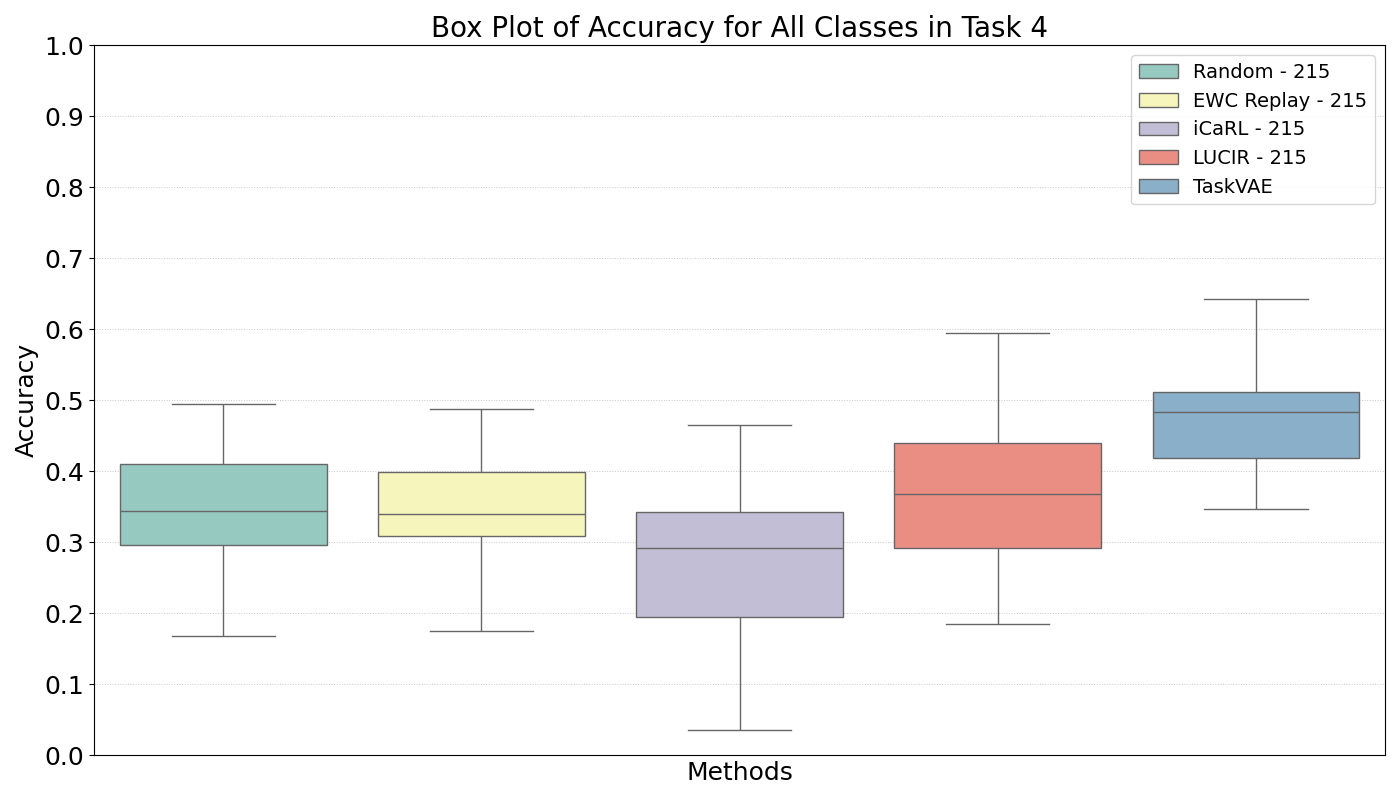 Box Plot of Accuracy for All Classes in Task 4
1.0
0.9
0.8
0.7
0.6
0.5
0.4
0.3
0.2
0.1
0.0
Accuracy
Methods
Random - 215
EWC Replay - 215
iCaRL - 215
LUCIR - 215
TaskVAE